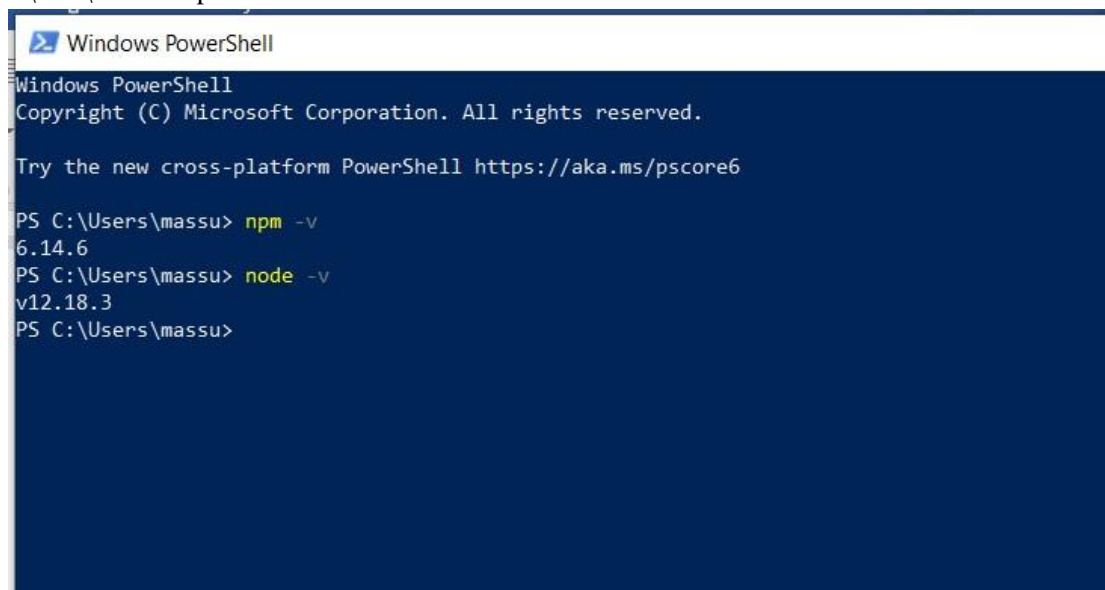 Windows PowerShell
Windows PowerShell
Copyright (C) Microsoft Corporation. All rights reserved.
Try the new cross-platform PowerShell https://aka.ms/pscore6
PS C:\Users\massu> npm -v
6.14.6
PS C:\Users\massu> node -v
v12.18.3
PS C:\Users\massu>